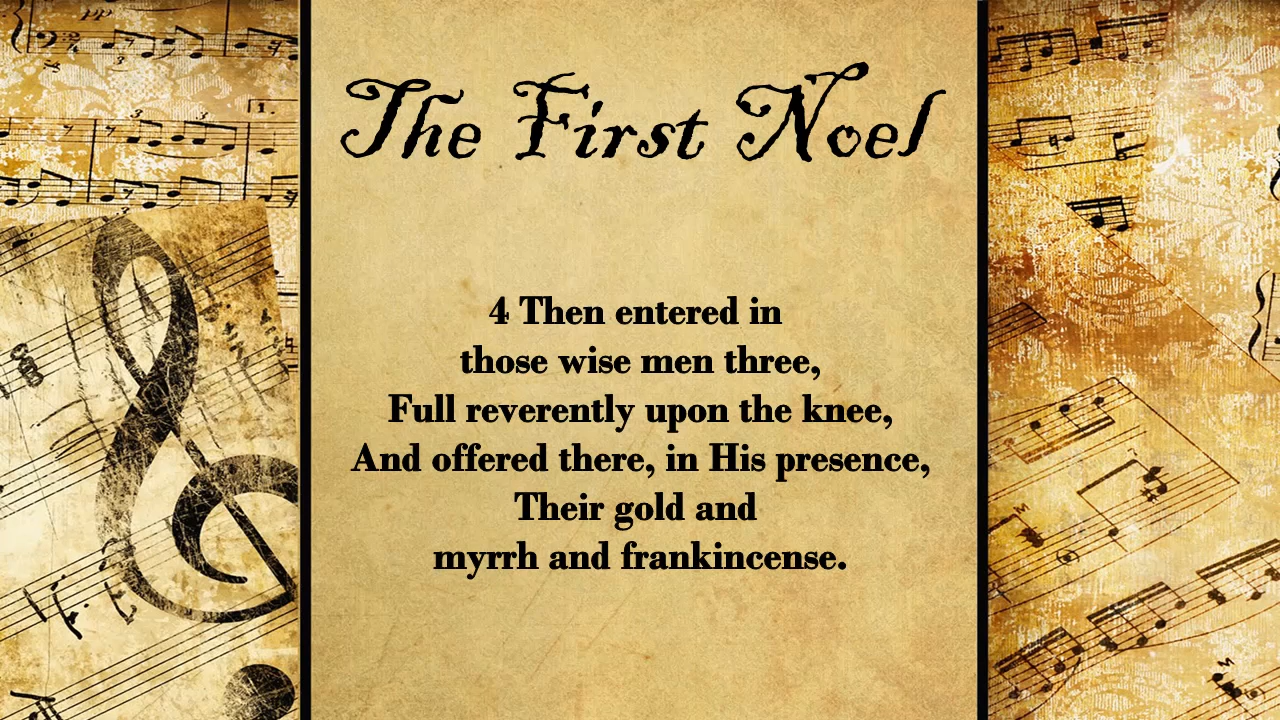 The First Noel
4 Then entered in
those wise men three,
Full reverently upon the knee,
And offered there, in His presence,
Their gold and
myrrh and frankincense.